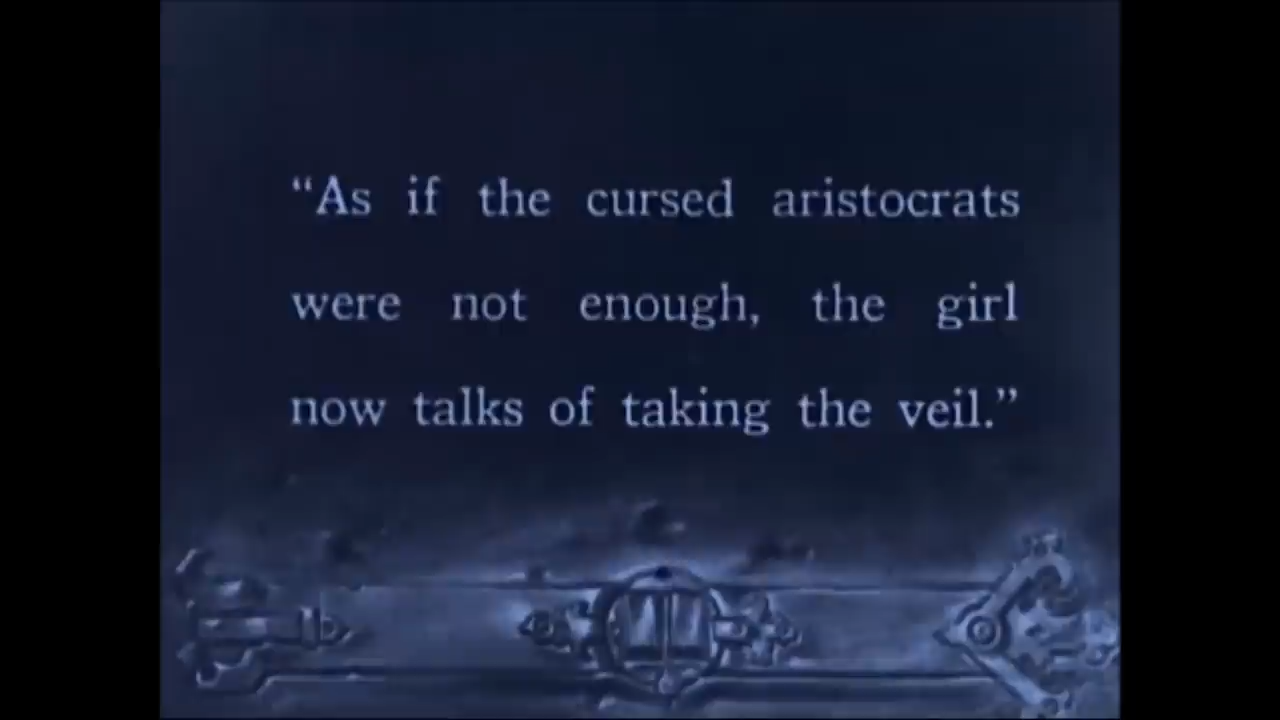 “As if the cursed aristocrats
were not enough, the girl
now talks of taking the veil.”